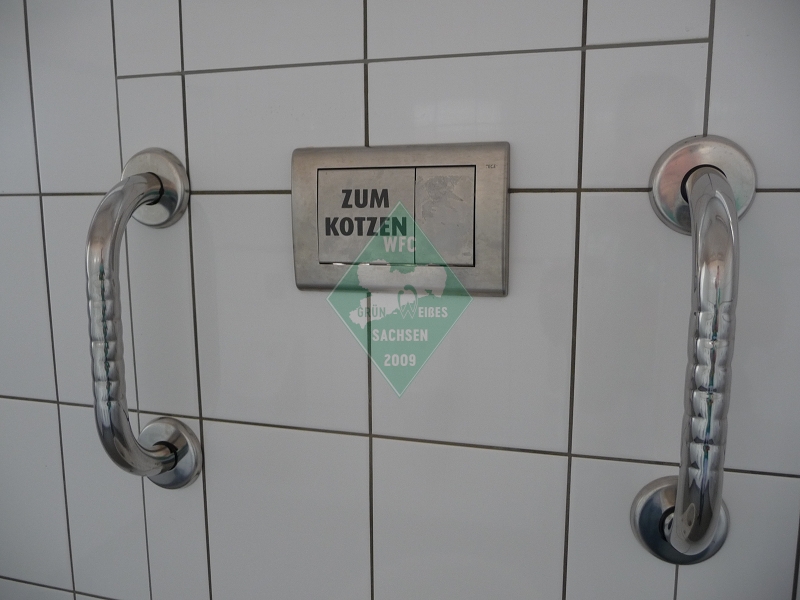 ZUM
KOTZEN
WFC
GRÜN WEIßES
SACHSEN
2009